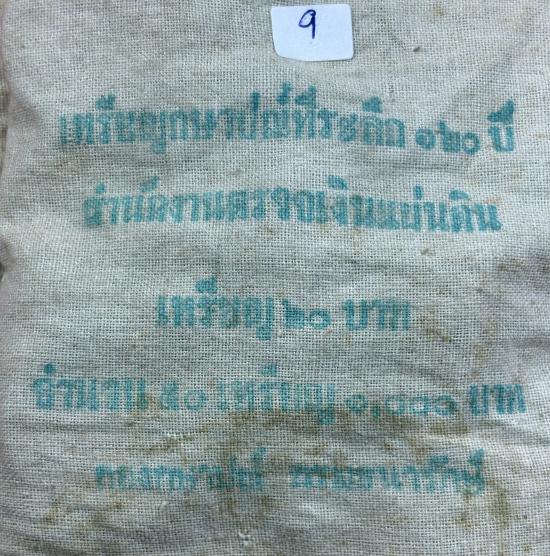 9
เหรียญกษาปณ์ที่ระลึก ๑๒๐ ปี
สำนักงานตรวจเงินแผ่นดิน
เหรียญ ๒๐ บาท
จำนวน ๕๐ เหรียญ ๑,๐๐๐ บาท
กองกษาปณ์ กรมธนารักษ์